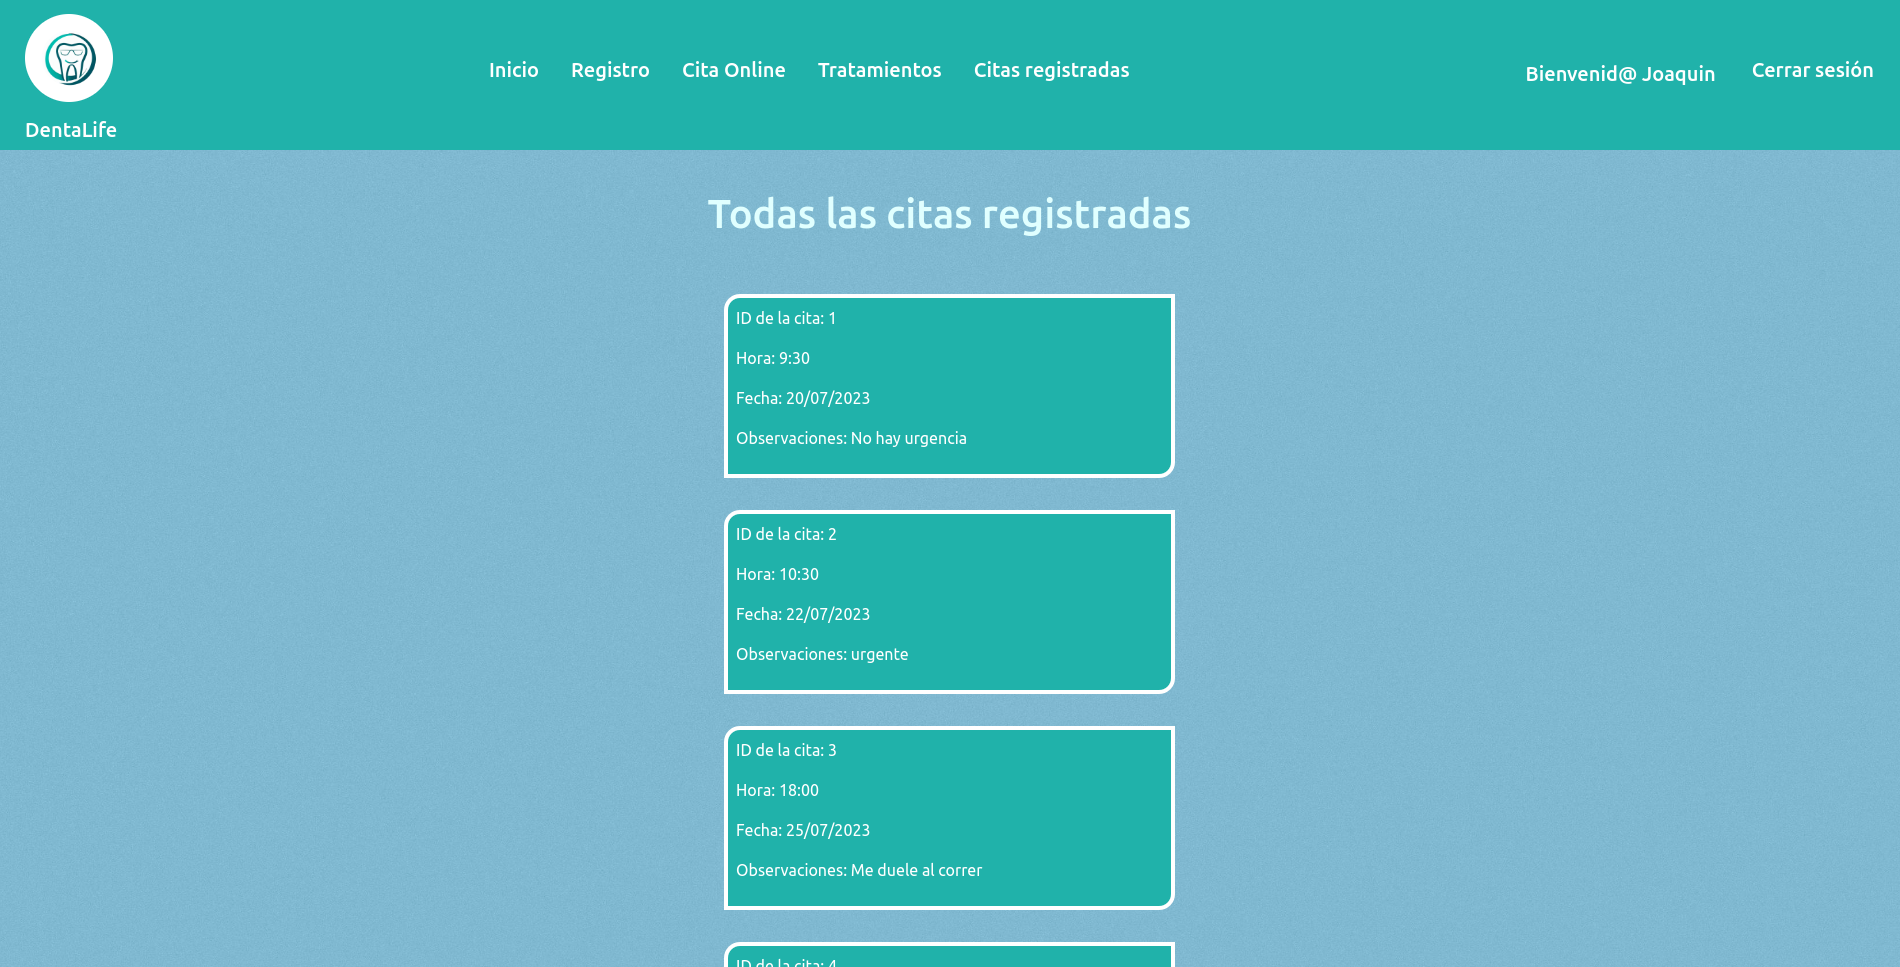 DentaLife
Inicio
Registro
Cita Online
Tratamientos
Citas registradas
Bienvenid@ Joaquin
Cerrar sesión
Todas las citas registradas
ID de la cita: 1
Hora: 9:30
Fecha: 20/07/2023
Observaciones: No hay urgencia
ID de la cita: 2
Hora: 10:30
Fecha: 22/07/2023
Observaciones: urgente
ID de la cita: 3
Hora: 18:00
Fecha: 25/07/2023
Observaciones: Me duele al correr
ID de la cita: 4